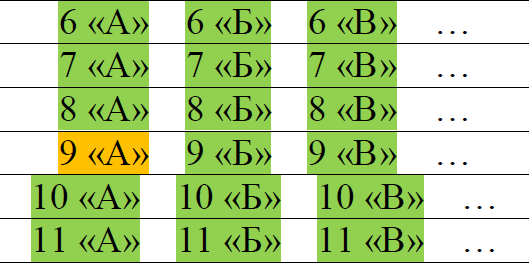 6 «А» 6 «Б» 6 «В» …
7 «А» 7 «Б» 7 «В» …
8 «А» 8 «Б» 8 «В» …
9 «А» 9 «Б» 9 «В» …
10 «А» 10 «Б» 10 «В» …
11 «А» 11 «Б» 11 «В» …